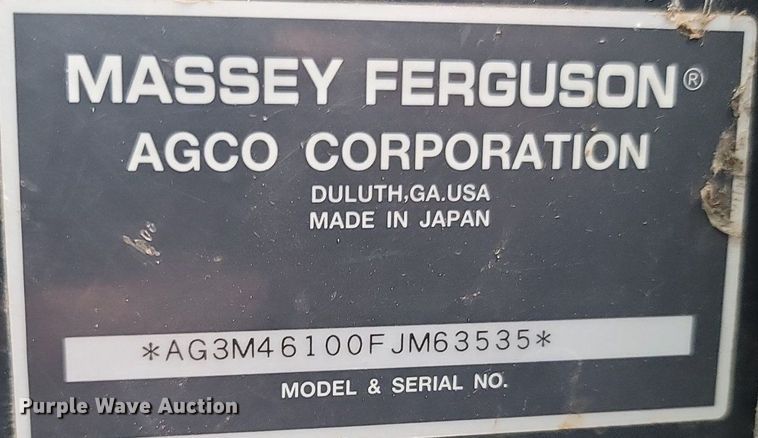 MASSEY FERGUSON®
AGCO CORPORATION
DULUTH,GA.USA
MADE IN JAPAN
*AG3M46100FJM63535*
MODEL & SERIAL NO.
Purple Wave Auction